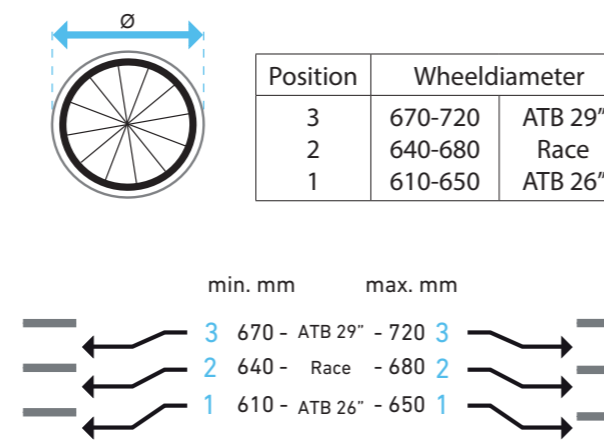 Ø
Position Wheeldiameter
3 670-720 ATB 29”
2 640-680 Race
1 610-650 ATB 26”
min. mm max. mm
3 670 - ATB 29” - 720 3
2 640 - Race - 680 2
1 610 - ATB 26” - 650 1